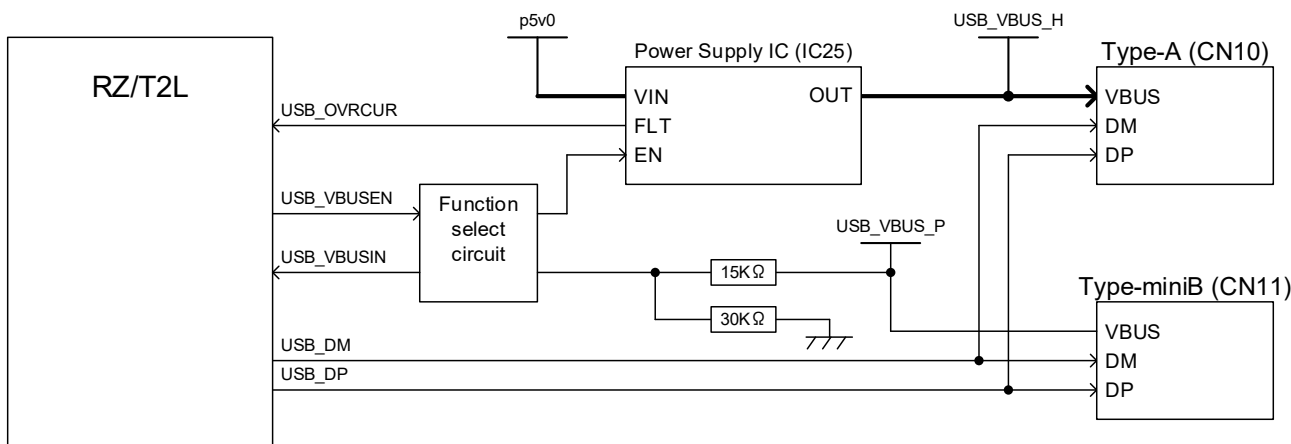 p5v0
USB_VBUS_H
Power Supply IC (IC25)
Type-A (CN10)
RZ/T2L
VIN
OUT
VBUS
USB_OVRCUR
FLT
DM
EN
DP
USB_VBUSEN
Function
select
circuit
USB_VBUS_P
USB_VBUSIN
15KΩ
Type-miniB (CN11)
30KΩ
VBUS
USB_DM
DM
USB_DP
DP